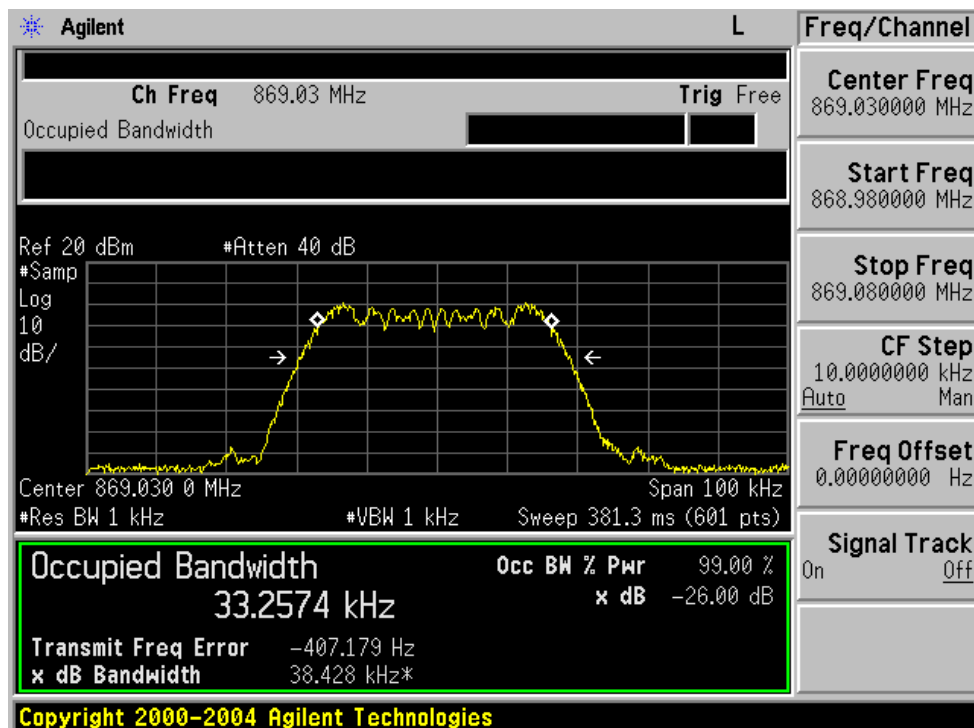 Agilent L
Freq/Channel
Ch Freq 869.03 MHz Trig Free
Occupied Bandwidth
Center Freq
869.030000 MHz
Start Freq
868.980000 MHz
Ref 20 dBm #Atten 40 dB
#Samp
Log
10
dB/
Stop Freq
869.080000 MHz
CF Step
10.0000000 kHz
Auto Man
Freq Offset
0.00000000 Hz
Center 869.030 0 MHz Span 100 kHz
#Res BW 1 kHz #VBW 1 kHz Sweep 381.3 ms (601 pts)
Signal Track
On Off
Occupied Bandwidth Occ BW % Pwr 99.00 %
33.2574 kHz x dB -26.00 dB
Transmit Freq Error -407.179 Hz
x dB Bandwidth 38.428 kHz*
Copyright 2000-2004 Agilent Technologies